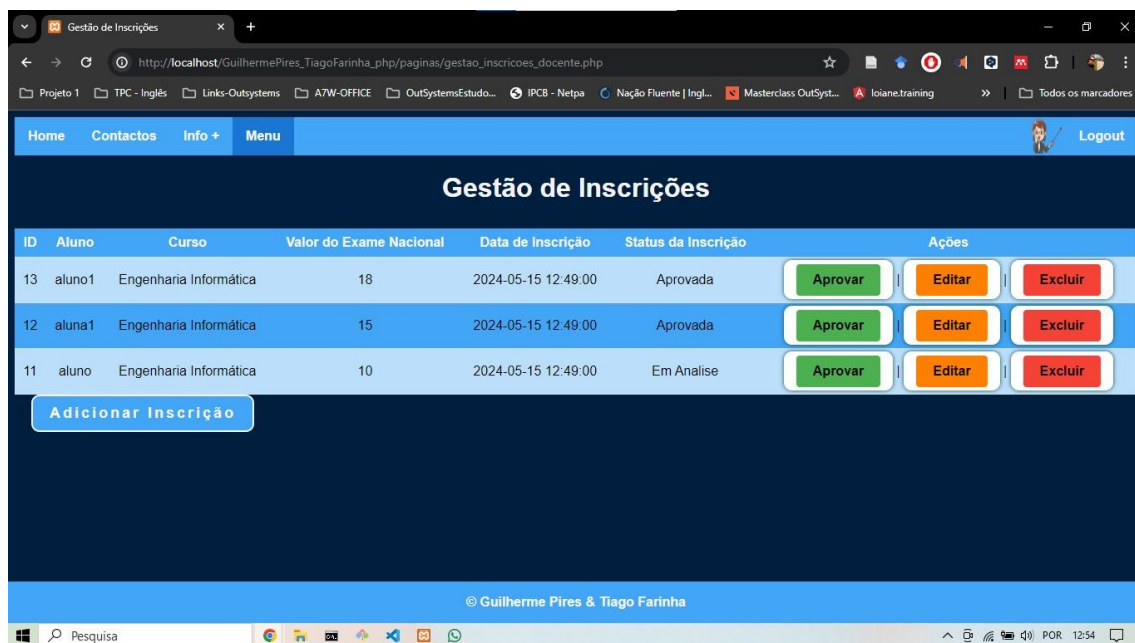 Gestão de Inscrições
http://localhost/GuilhermePires_TiagoFarinha_php/paginas/gestao_inscricoes_docente.php
Projeto 1 TPC - Inglês Links-Outsystems A7W-OFFICE OutSystemsEstudo... IPCB - Netpa Nação Fluente | Ingl... Masterclass OutSyst... loiane.training » Todos os marcadores
Home Contactos Info + Menu Logout
Gestão de Inscrições
ID Aluno Curso Valor do Exame Nacional Data de Inscrição Status da Inscrição Ações
13 aluno1 Engenharia Informática 18 2024-05-15 12:49:00 Aprovada Aprovar | Editar | Excluir
12 aluna1 Engenharia Informática 15 2024-05-15 12:49:00 Aprovada Aprovar | Editar | Excluir
11 aluno Engenharia Informática 10 2024-05-15 12:49:00 Em Analise Aprovar | Editar | Excluir
Adicionar Inscrição
© Guilherme Pires & Tiago Farinha
Pesquisa POR 12:54